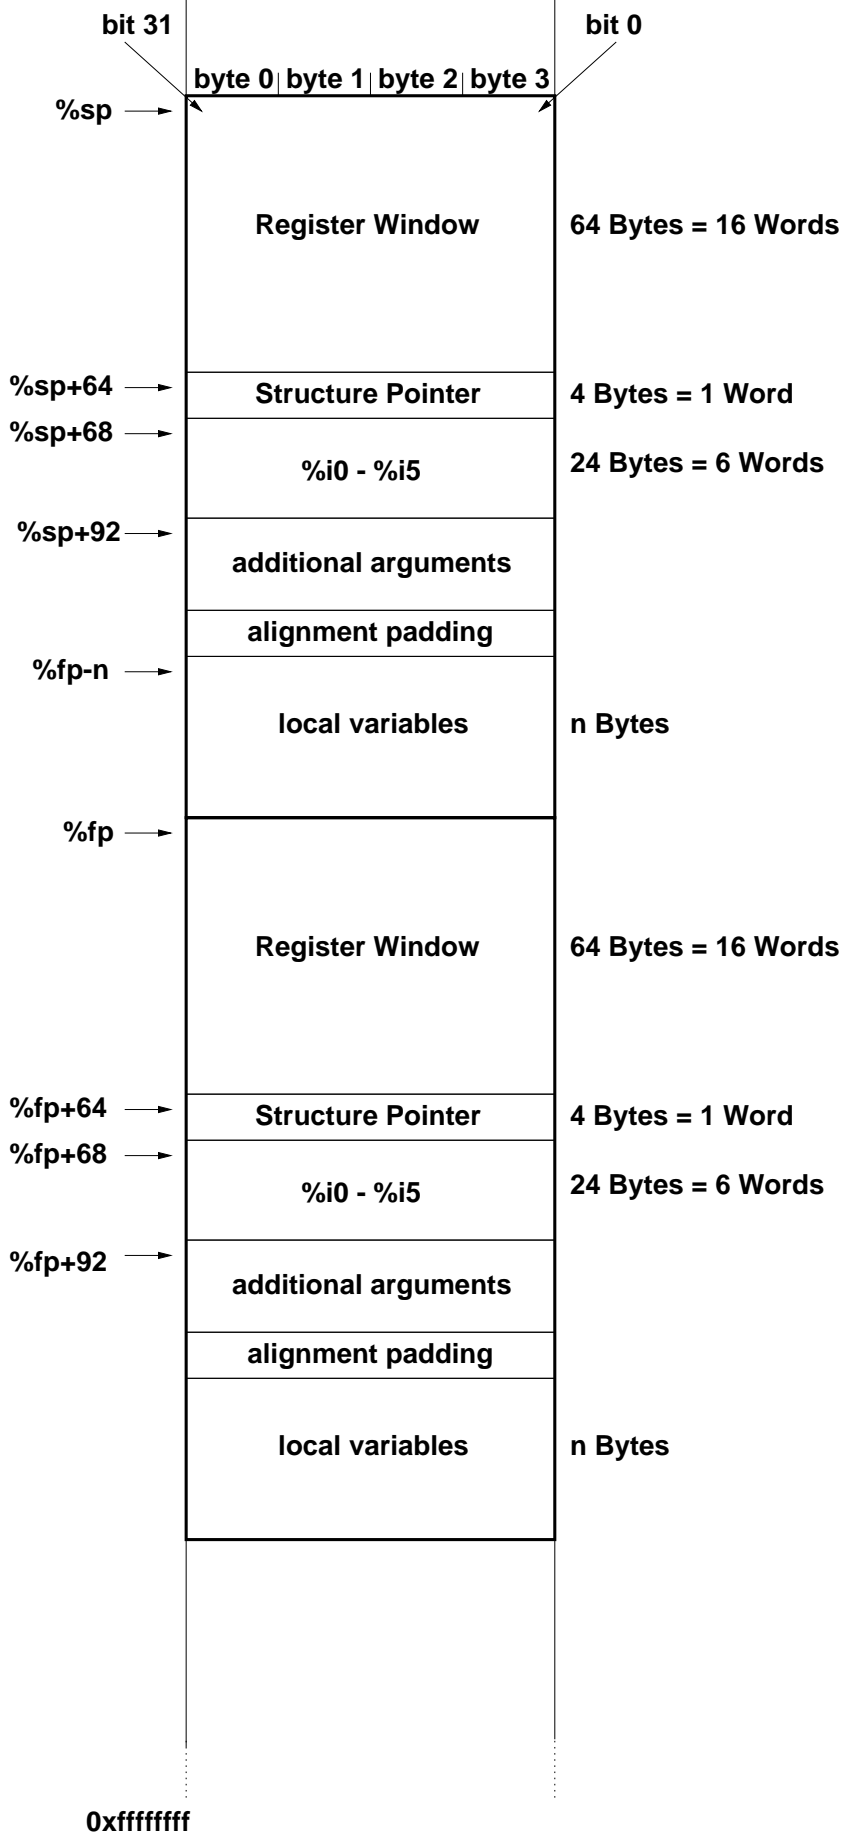 bit 31 bit 0
byte 0 byte 1 byte 2 byte 3
%sp
Register Window 64 Bytes = 16 Words
%sp+64 Structure Pointer 4 Bytes = 1 Word
%sp+68
%i0 - %i5 24 Bytes = 6 Words
%sp+92
additional arguments
alignment padding
%fp-n
local variables n Bytes
%fp
Register Window 64 Bytes = 16 Words
%fp+64 Structure Pointer 4 Bytes = 1 Word
%fp+68
%i0 - %i5 24 Bytes = 6 Words
%fp+92
additional arguments
alignment padding
local variables n Bytes
0xffffffff